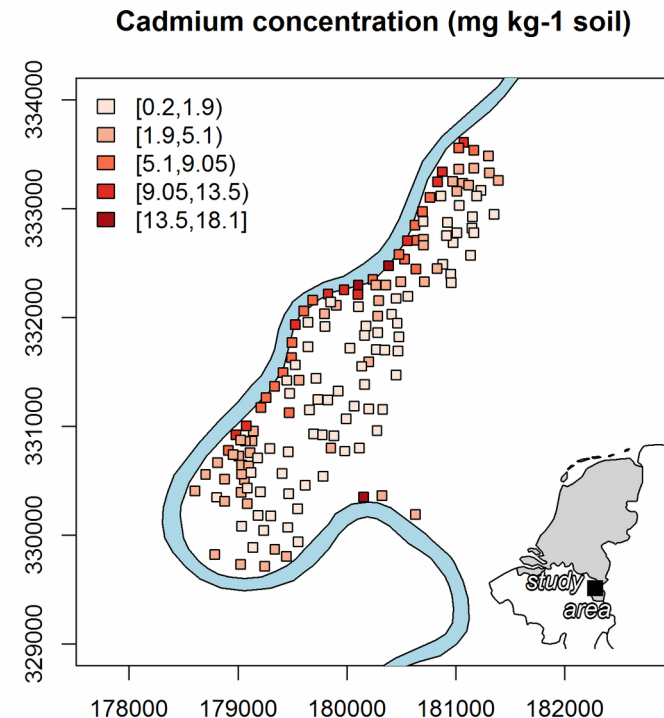 Cadmium concentration (mg kg-1 soil)
334000
333000
332000
331000
330000
329000
[0.2,1.9)
[1.9,5.1)
[5.1,9.05)
[9.05,13.5)
[13.5,18.1]
study
area
178000 179000 180000 181000 182000